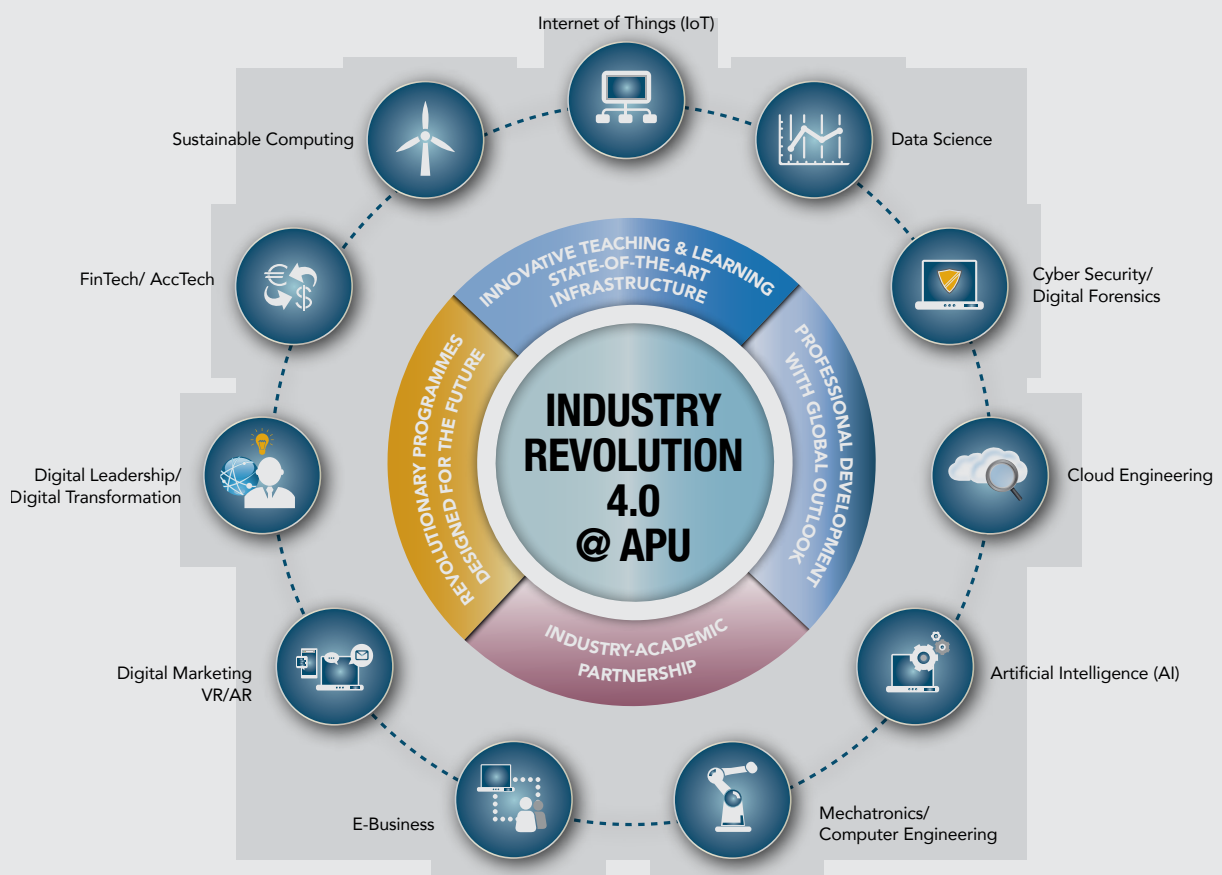 Internet of Things (IoT)
Data Science
Cyber Security/
Digital Forensics
Cloud Engineering
Artificial Intelligence (AI)
Mechatronics/
Computer Engineering
E-Business
Digital Marketing
VR/AR
Digital Leadership/
Digital Transformation
FinTech/ AccTech
Sustainable Computing
INNOVATIVE TEACHING & LEARNING
STATE-OF-THE-ART
INFRASTRUCTURE
PROFESSIONAL DEVELOPMENT
WITH GLOBAL OUTLOOK
INDUSTRY-ACADEMIC
PARTNERSHIP
REVOLUTIONARY PROGRAMMES
DESIGNED FOR THE FUTURE
INDUSTRY
REVOLUTION
4.0
@ APU
€
$